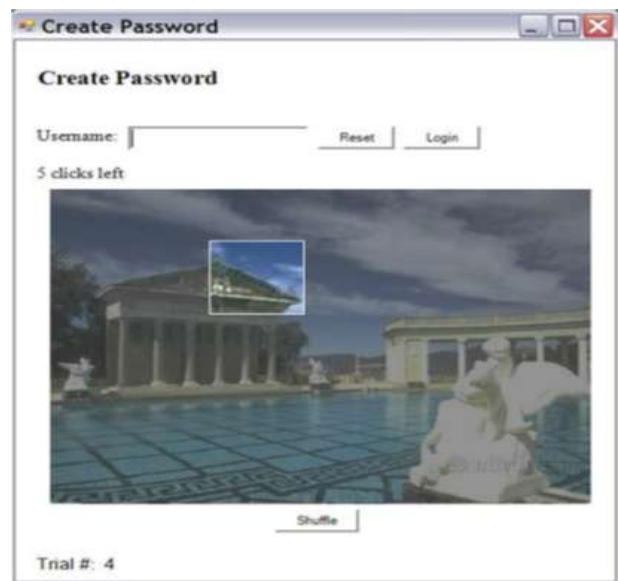 Create Password
Create Password
Username: Reset Login
5 clicks left
Shuffle
Trial #: 4